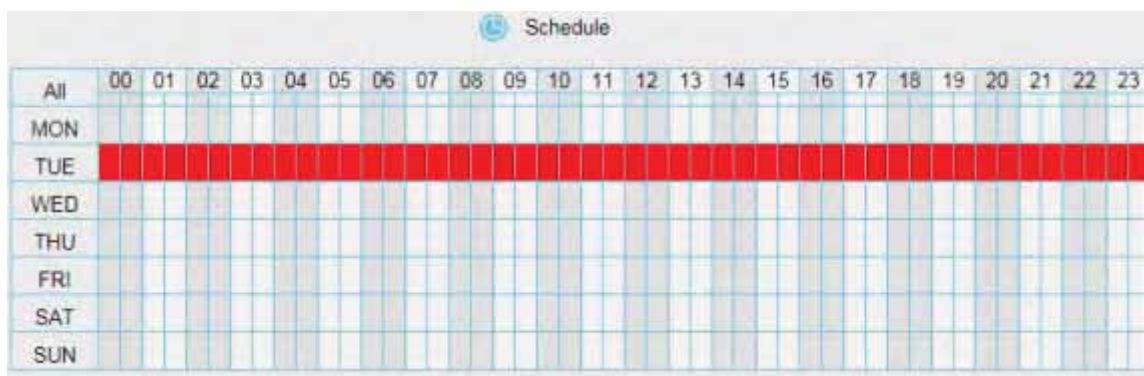 Schedule
All 00 01 02 03 04 05 06 07 08 09 10 11 12 13 14 15 16 17 18 19 20 21 22 23
MON
TUE
WED
THU
FRI
SAT
SUN